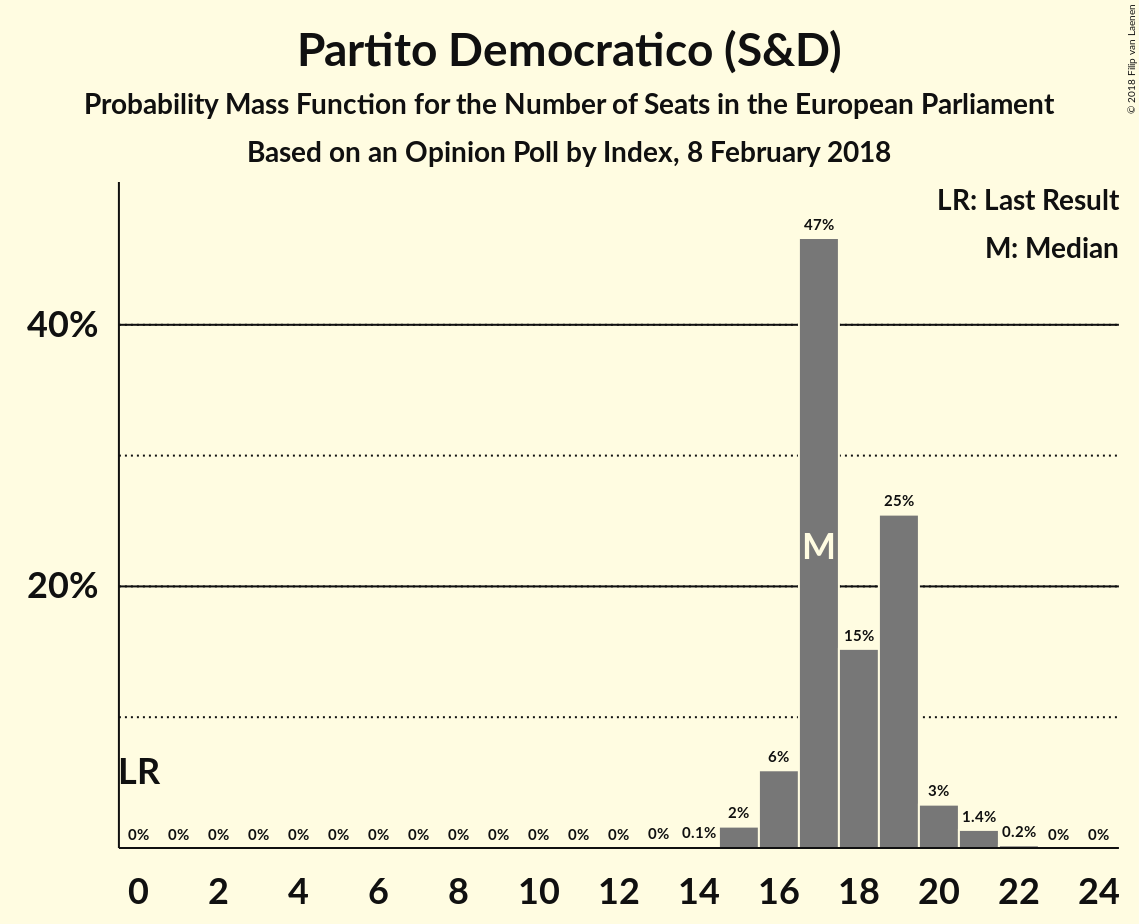 Partito Democratico (S&D)
Probability Mass Function for the Number of Seats in the European Parliament
Based on an Opinion Poll by Index, 8 February 2018
© 2018 Filip van Laenen
LR: Last Result
M: Median
47%
40%
25%
M
20%
15%
6%
LR
3%
2%
1.4%
0% 0% 0% 0% 0% 0% 0% 0% 0% 0% 0% 0% 0% 0% 0.1% 0.2% 0% 0%
0 2 4 6 8 10 12 14 16 18 20 22 24